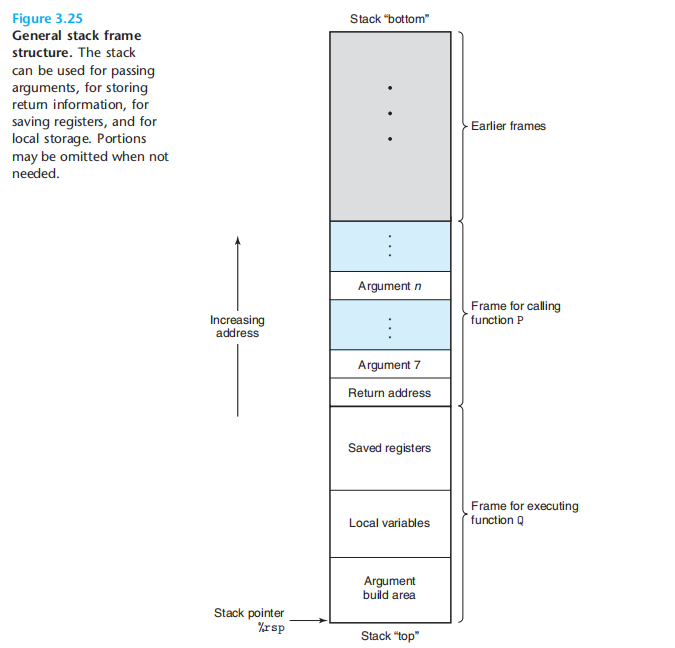 Figure 3.25
General stack frame
structure. The stack
can be used for passing
arguments, for storing
return information, for
saving registers, and for
local storage. Portions
may be omitted when not
needed.
Stack “bottom”
Earlier frames
Increasing
address
Argument n
Argument 7
Return address
Frame for calling
function P
Saved registers
Local variables
Argument
build area
Frame for executing
function Q
Stack pointer
%rsp
Stack “top”